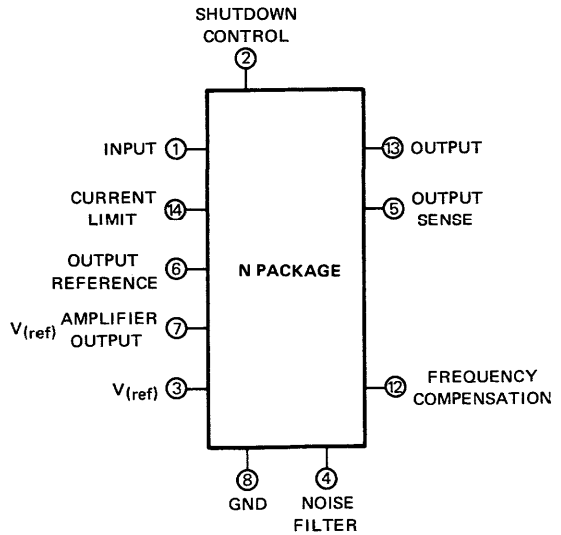 SHUTDOWN
CONTROL
2
INPUT 1
13 OUTPUT
CURRENT
LIMIT
14
5
OUTPUT
SENSE
OUTPUT
REFERENCE
6
N PACKAGE
V(ref)
AMPLIFIER
OUTPUT
7
V(ref) 3
12
FREQUENCY
COMPENSATION
8
GND
4
NOISE
FILTER